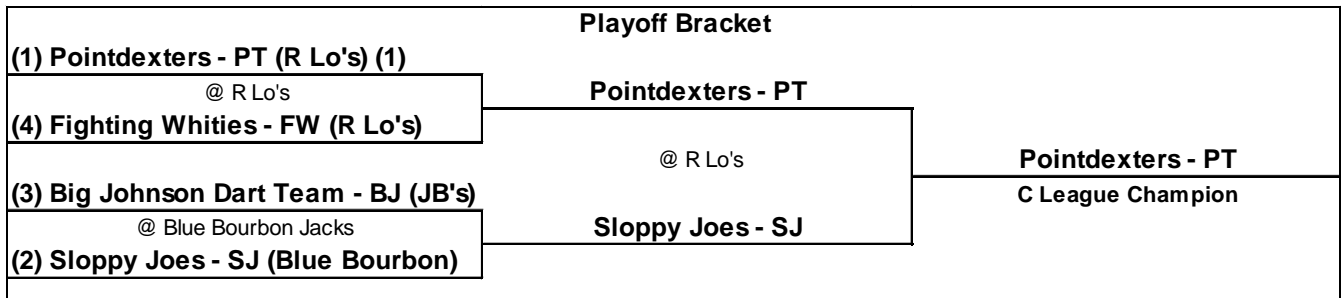 Playoff Bracket
(1) Pointdexters - PT (R Lo's) (1)
@ R Lo's
Pointdexters - PT
(4) Fighting Whities - FW (R Lo's)
@ R Lo's
Pointdexters - PT
(3) Big Johnson Dart Team - BJ (JB's)
C League Champion
@ Blue Bourbon Jacks
Sloppy Joes - SJ
(2) Sloppy Joes - SJ (Blue Bourbon)